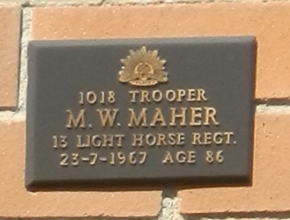 1018 TROOPER
M. W. MAHER
13 LIGHT HORSE REGT.
23-7-1967 AGE 86